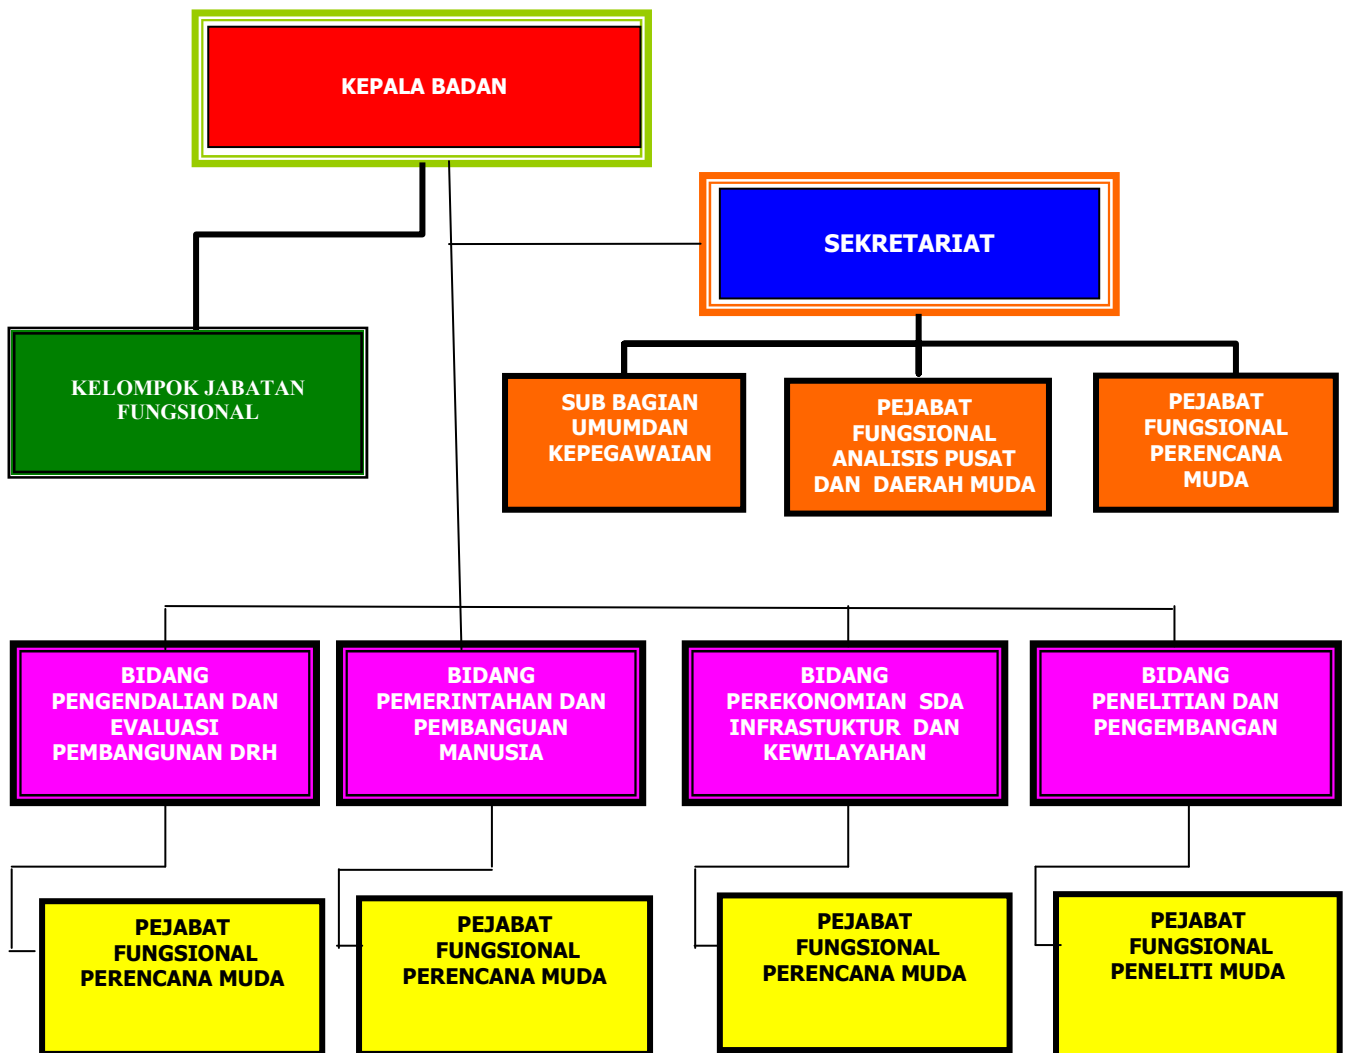 KEPALA BADAN
SEKRETARIAT
KELOMPOK JABATAN
FUNGSIONAL
SUB BAGIAN
UMUMDAN
KEPEGAWAIAN
PEJABAT
FUNGSIONAL
ANALISIS PUSAT
DAN DAERAH MUDA
PEJABAT
FUNGSIONAL
PERENCANA
MUDA
BIDANG
PENGENDALIAN DAN
EVALUASI
PEMBANGUNAN DRH
BIDANG
PEMERINTAHAN DAN
PEMBANGUAN
MANUSIA
BIDANG
PEREKONOMIAN SDA
INFRASTUKTUR DAN
KEWILAYAHAN
BIDANG
PENELITIAN DAN
PENGEMBANGAN
PEJABAT
FUNGSIONAL
PERENCANA MUDA
PEJABAT
FUNGSIONAL
PERENCANA MUDA
PEJABAT
FUNGSIONAL
PERENCANA MUDA
PEJABAT
FUNGSIONAL
PENELITI MUDA